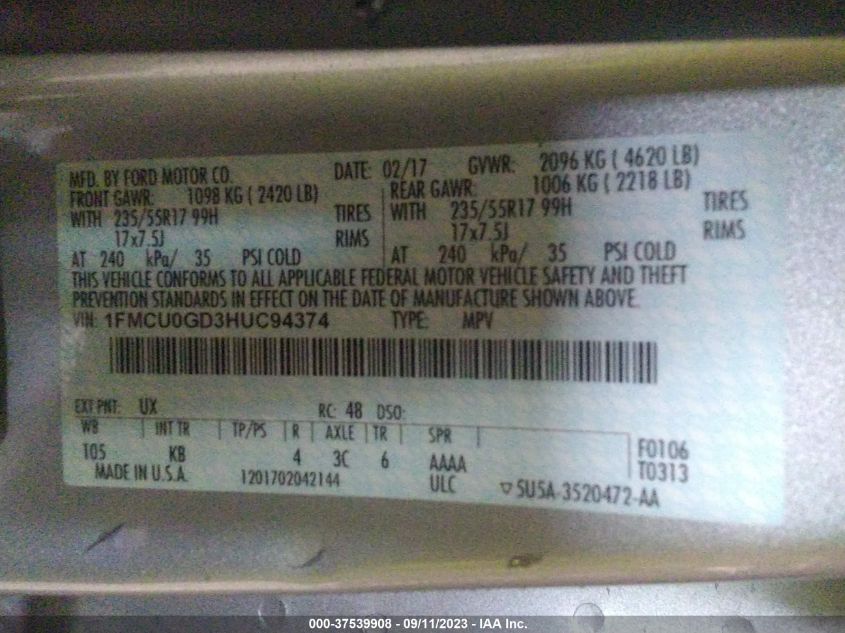 MFD. BY FORD MOTOR CO. DATE: 02/17 GVWR: 2096 KG ( 4620 LB)
FRONT GAWR: 1098 KG ( 2420 LB) REAR GAWR: 1006 KG ( 2218 LB)
WITH 235/55R17 99H TIRES WITH 235/55R17 99H TIRES
17x7.5J RIMS 17x7.5J RIMS
AT 240 kPa/ 35 PSI COLD AT 240 kPa/ 35 PSI COLD
THIS VEHICLE CONFORMS TO ALL APPLICABLE FEDERAL MOTOR VEHICLE SAFETY AND THEFT
PREVENTION STANDARDS IN EFFECT ON THE DATE OF MANUFACTURE SHOWN ABOVE.
VIN: 1FMCU0GD3HUC94374 TYPE: MPV
EXT PNT: UX RC: 48 DSO:
WB INT TR TP/PS R AXLE TR SPR
T05 KB 4 3C 6 AAAA F0106
MADE IN U.S.A. 1201702042144 ULC T0313
▽5U5A-3520472-AA
000-37539908 - 09/11/2023 - IAA Inc.